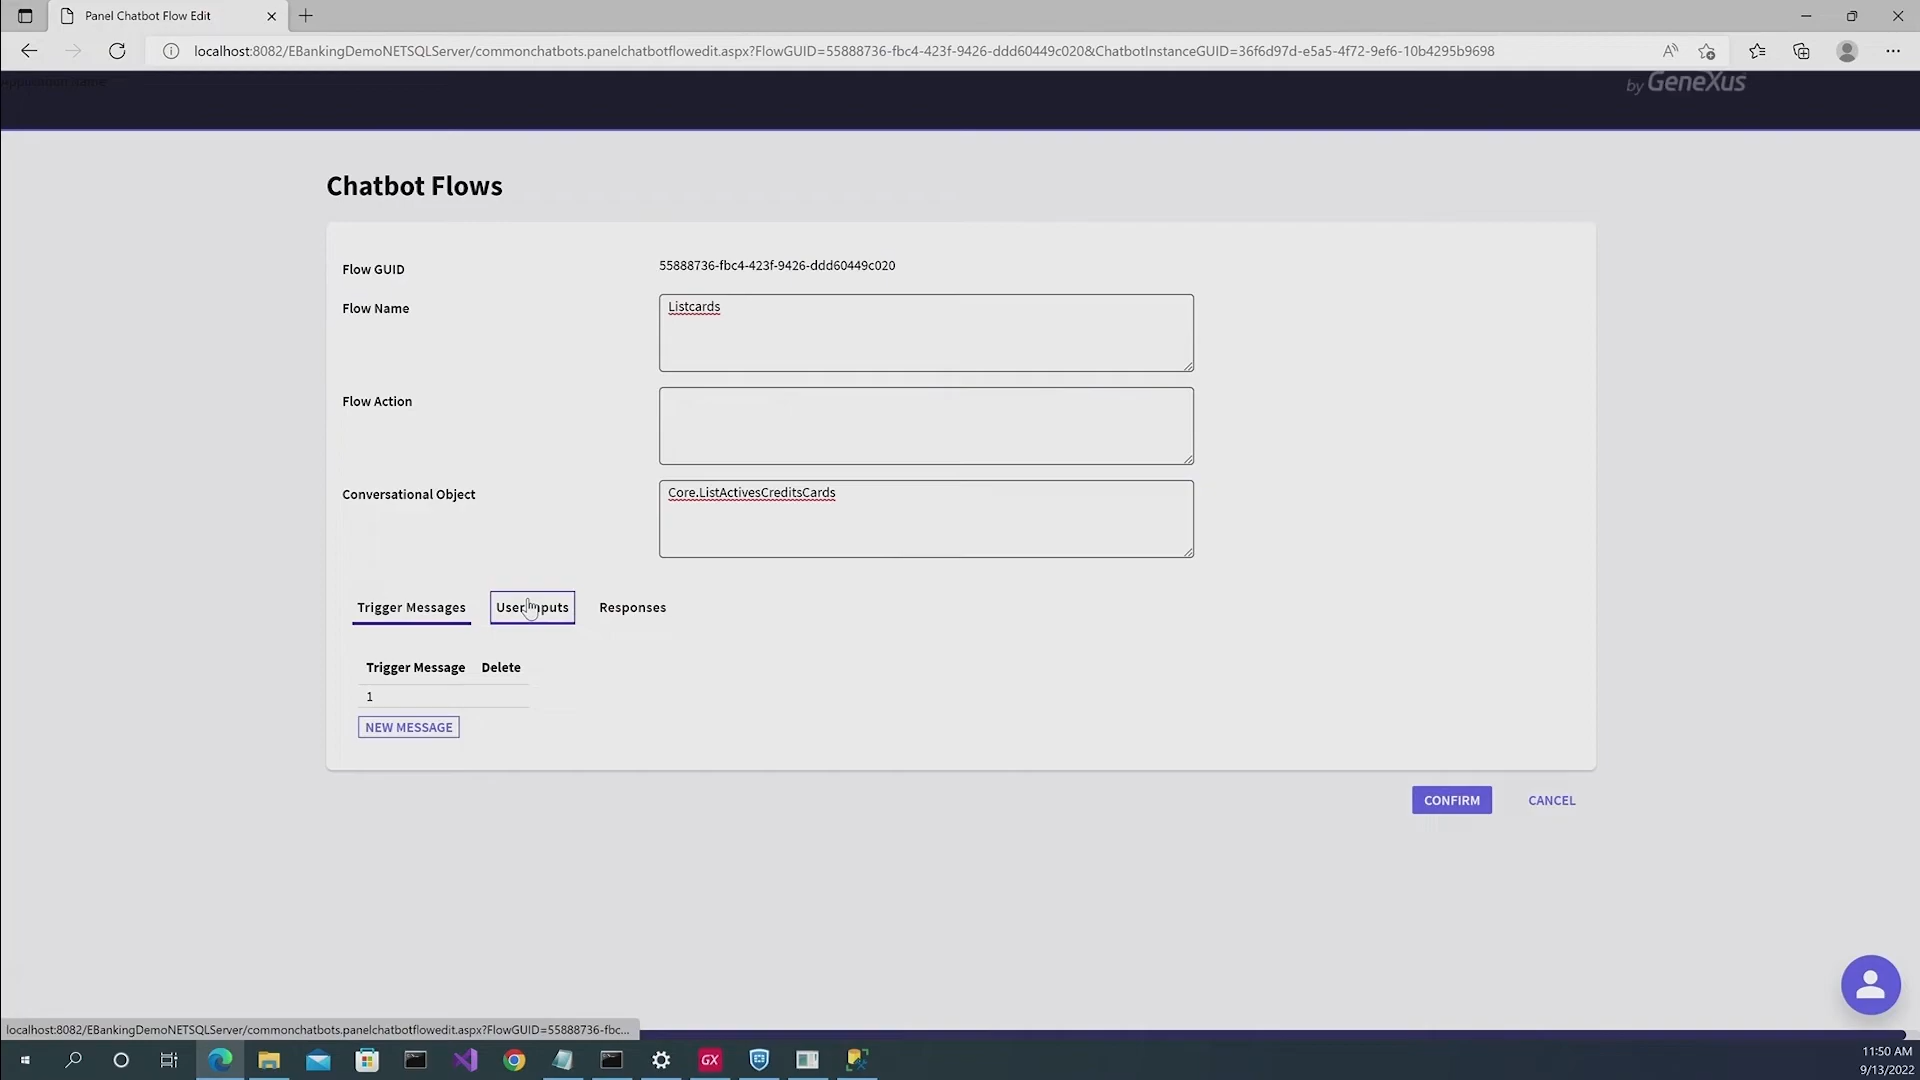 Panel Chatbot Flow Edit
localhost:8082/EBankingDemoNETSQLServer/commonchatbots.panelchatbotflowedit.aspx?FlowGUID=55888736-fbc4-423f-9426-ddd60449c020&ChatbotInstanceGUID=36f6d97d-e5a5-4f72-9ef6-10b4295b9698
Application Name
by GeneXus
Chatbot Flows
Flow GUID
55888736-fbc4-423f-9426-ddd60449c020
Flow Name
Listcards
Flow Action
Conversational Object
Core.ListActivesCreditsCards
Trigger Messages
User Inputs
Responses
Trigger Message Delete
1
NEW MESSAGE
CONFIRM
CANCEL
localhost:8082/EBankingDemoNETSQLServer/commonchatbots.panelchatbotflowedit.aspx?FlowGUID=55888736-fbc...
GX
11:50 AM
9/13/2022